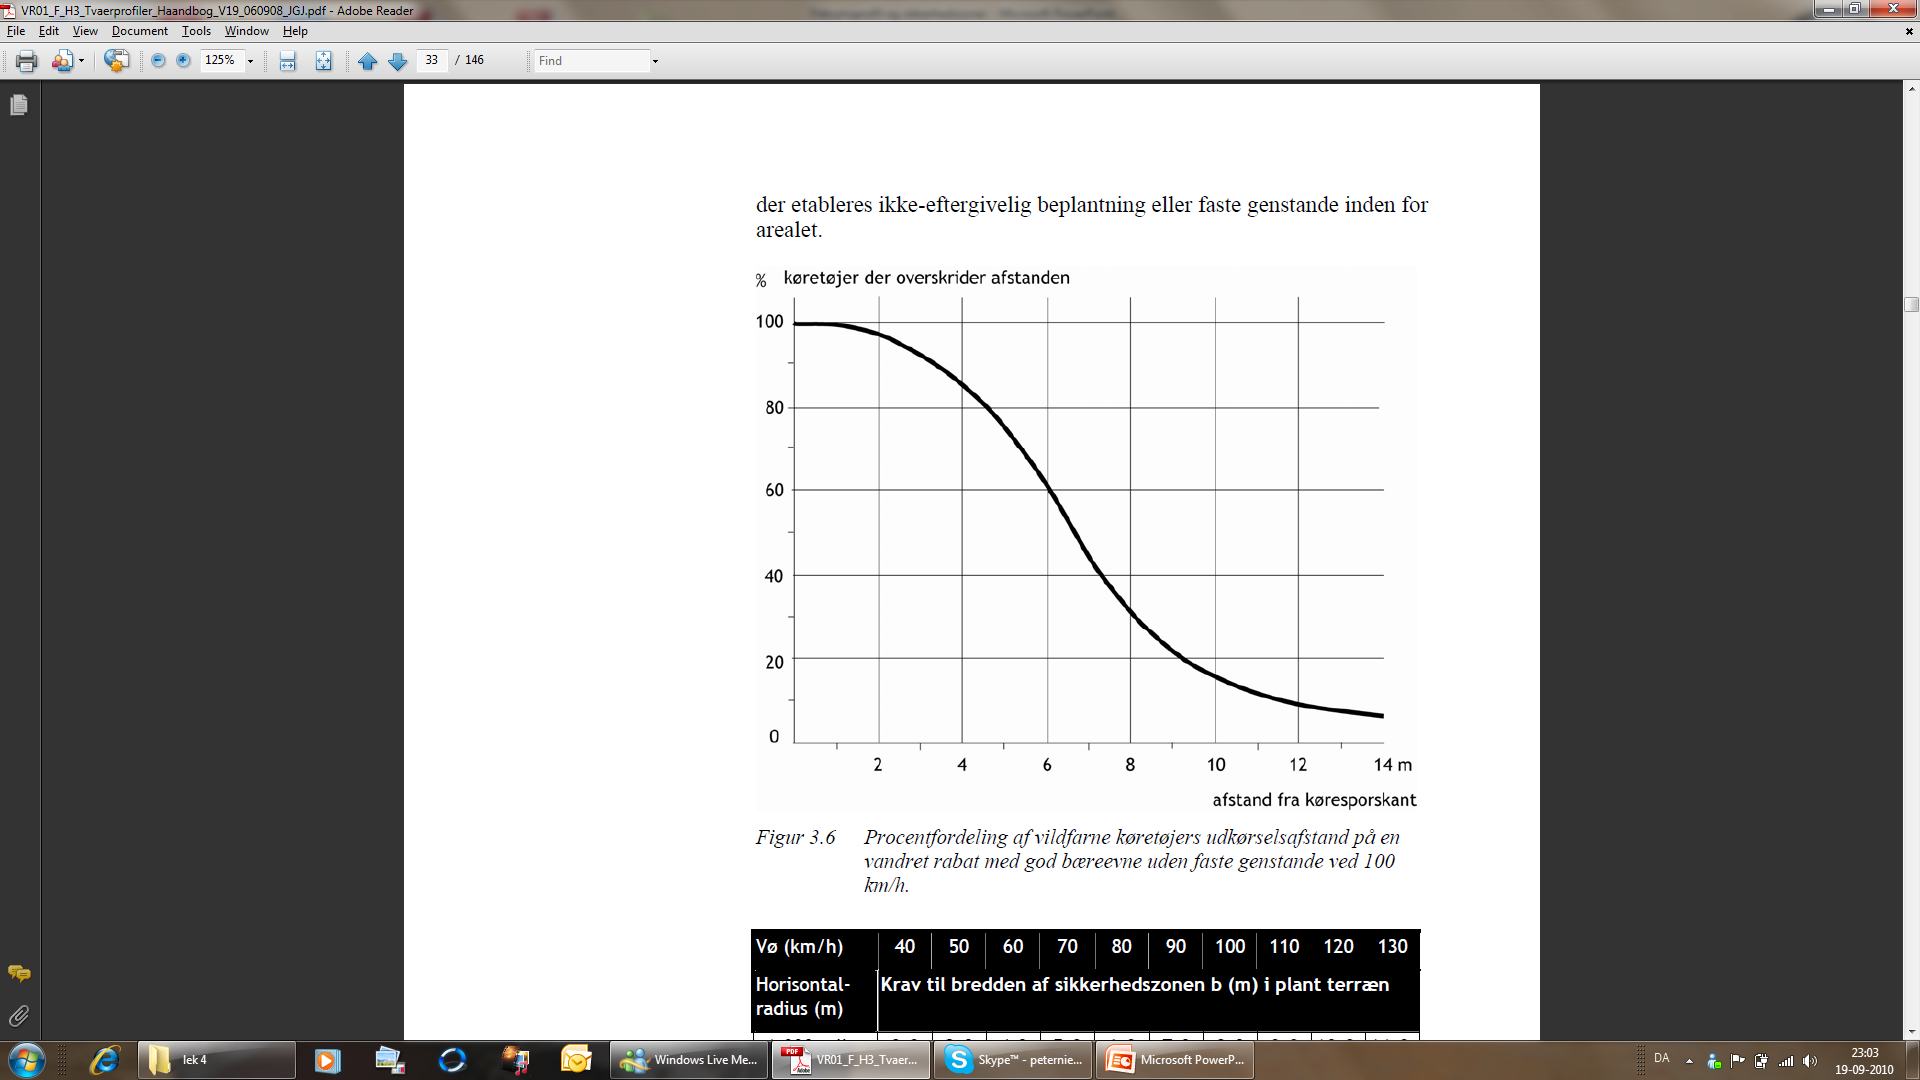 VR01_F_H3_Tvaerprofiler_Haandbog_V19_060908_JGJ.pdf - Adobe Reader
File Edit View Document Tools Window Help
125% 33 / 146 Find
der etableres ikke-eftergivelig beplantning eller faste genstande inden for
arealet.
% køretøjer der overskrider afstanden
100
80
60
40
20
0
2 4 6 8 10 12 14 m
afstand fra køresporskant
Figur 3.6 Procentfordeling af vildfarne køretøjers udkørselsafstand på en
vandret rabat med god bæreevne uden faste genstande ved 100
km/h.
Vø (km/h) 40 50 60 70 80 90 100 110 120 130
Horisontal- Krav til bredden af sikkerhedszonen b (m) i plant terræn
radius (m)
lek 4 Windows Live Me... VR01_F_H3_Tvaer... Skype™ - peternie... Microsoft PowerP... DA 23:03
19-09-2010